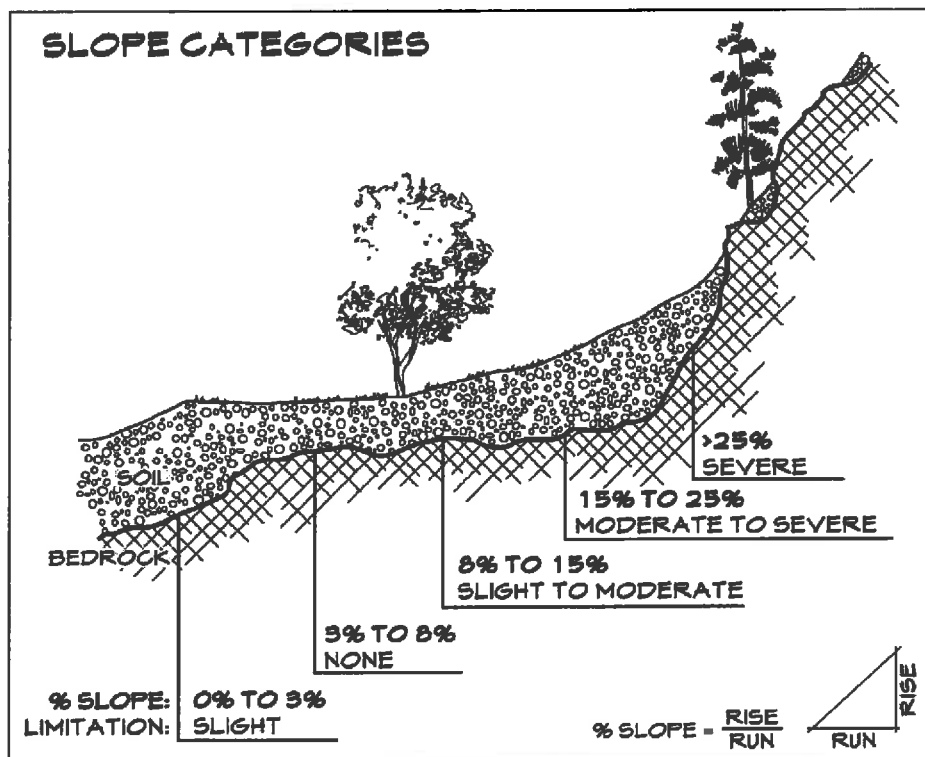 SLOPE CATEGORIES
SOIL
BEDROCK
>25%
SEVERE
15% TO 25%
MODERATE TO SEVERE
8% TO 15%
SLIGHT TO MODERATE
3% TO 8%
NONE
% SLOPE: 0% TO 3%
LIMITATION: SLIGHT
% SLOPE = RISE
RUN
RISE
RUN